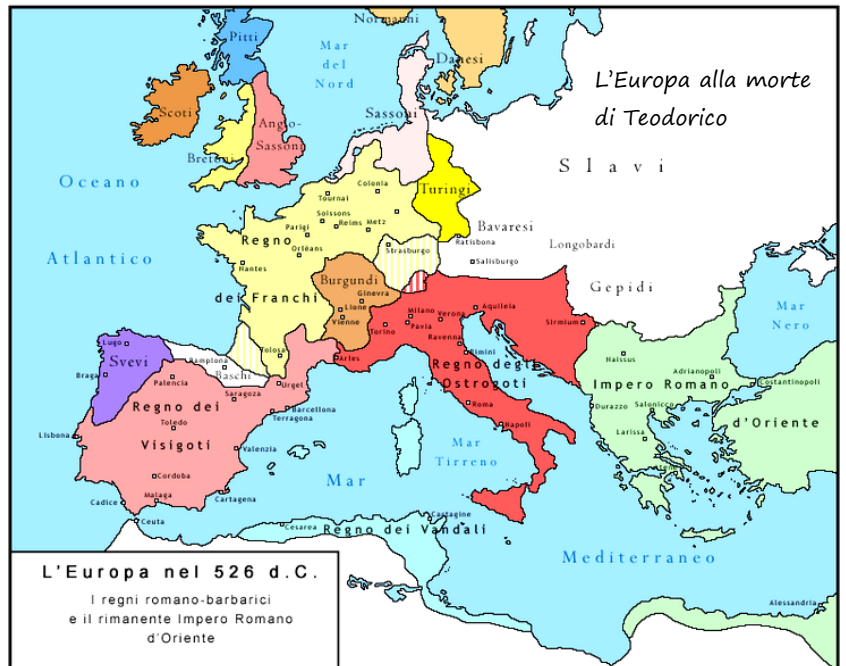 Normanni
Pitti
Mar
del
Nord
Danesi
L'Europa alla morte
di Teodorico
Scoti
Sassoni
Anglo-
Sassoni
Bretoni
Slavi
Oceano
Colonia
Tournai
Turingi
Soissons
Parigi
Reims
Metz
Regno
Bavaresi
Ratisbona
Strasburgo
Orléans
Longobardi
Atlantico
Nantes
Salisburgo
Burgundi
Ginevra
Gepidi
dei Franchi
Lione
Vienne
Milano
Verona
Aquileia
Mar
Nero
Torino
Pavia
Sirmium
Ravenna
Lugo
Svevi
Pamplona
Tolosa
Arles
Rimini
Naissus
Braga
Baschi
Regno degli
Ostrogoti
Adrianopoli
Palencia
Urgel
Impero Romano
Costantinopoli
Saragoza
Regno dei
Roma
Durazzo
Salonicco
Barcellona
Terragona
Toledo
Napoli
d'Oriente
Lisbona
Visigoti
Valenzia
Mar
Tirreno
Larissa
Atene
Cordoba
Mar
Malaga
Cadice
Cartagena
Ceuta
Cartagine
Cesarea
Regno dei Vandali
Mediterraneo
L'Europa nel 526 d.C.
I regni romano-barbarici
e il rimanente Impero Romano
d'Oriente
Alessandria